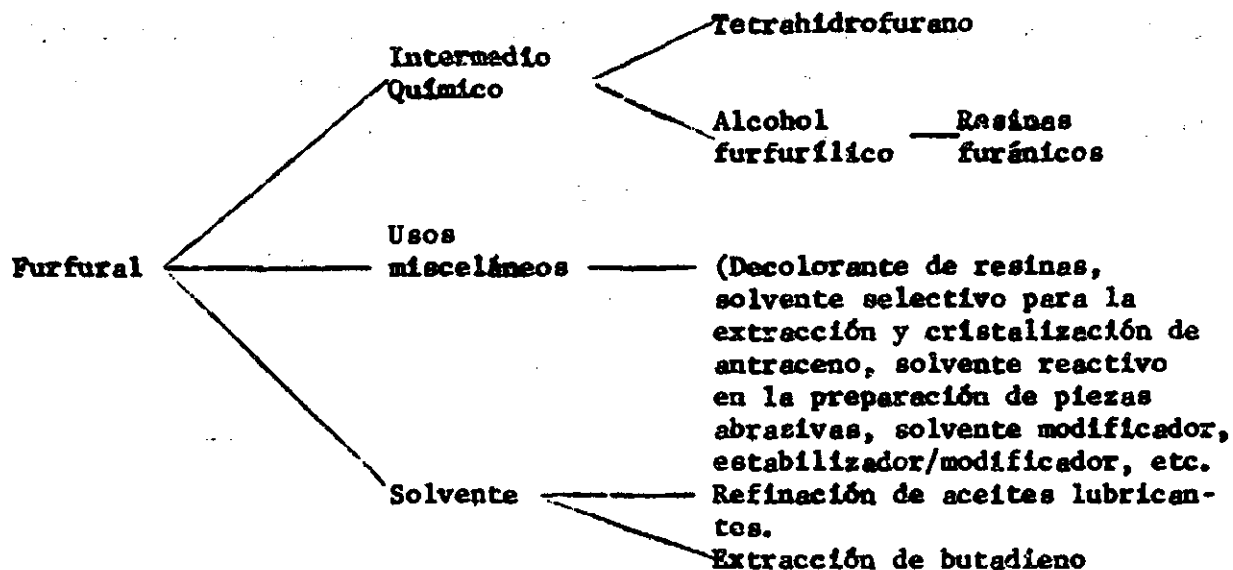 Tetrahidrofurano
Intermedio
Químico
Alcohol
furfurílico
Resinas
furánicos
Furfural
Usos
misceláneos
(Decolorante de resinas,
solvente selectivo para la
extracción y cristalización de
antraceno, solvente reactivo
en la preparación de piezas
abrasivas, solvente modificador,
estabilizador/modificador, etc.
Solvente
Refinación de aceites lubrican-
tes.
Extracción de butadieno